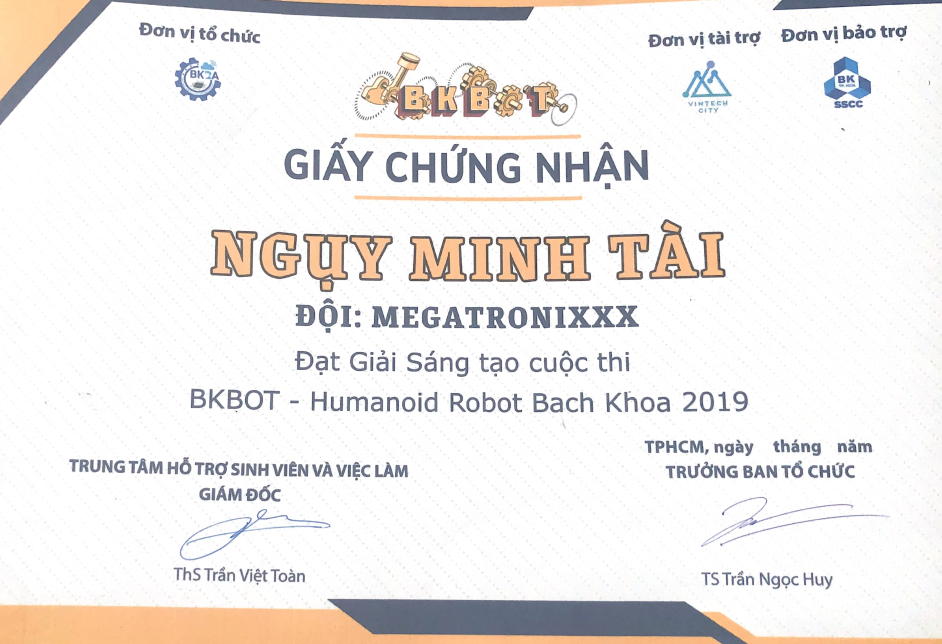 Đơn vị tổ chức
Đơn vị tài trợ Đơn vị bảo trợ
BK2A
BKBOT
VINTECH
CITY
BK
SSCC
GIẤY CHỨNG NHẬN
NGỤY MINH TÀI
ĐỘI: MEGATRONIXXX
Đạt Giải Sáng tạo cuộc thi
BKBOT - Humanoid Robot Bach Khoa 2019
TPHCM, ngày tháng năm
TRƯỞNG BAN TỔ CHỨC
TRUNG TÂM HỖ TRỢ SINH VIÊN VÀ VIỆC LÀM
GIÁM ĐỐC
ThS Trần Việt Toàn
TS Trần Ngọc Huy